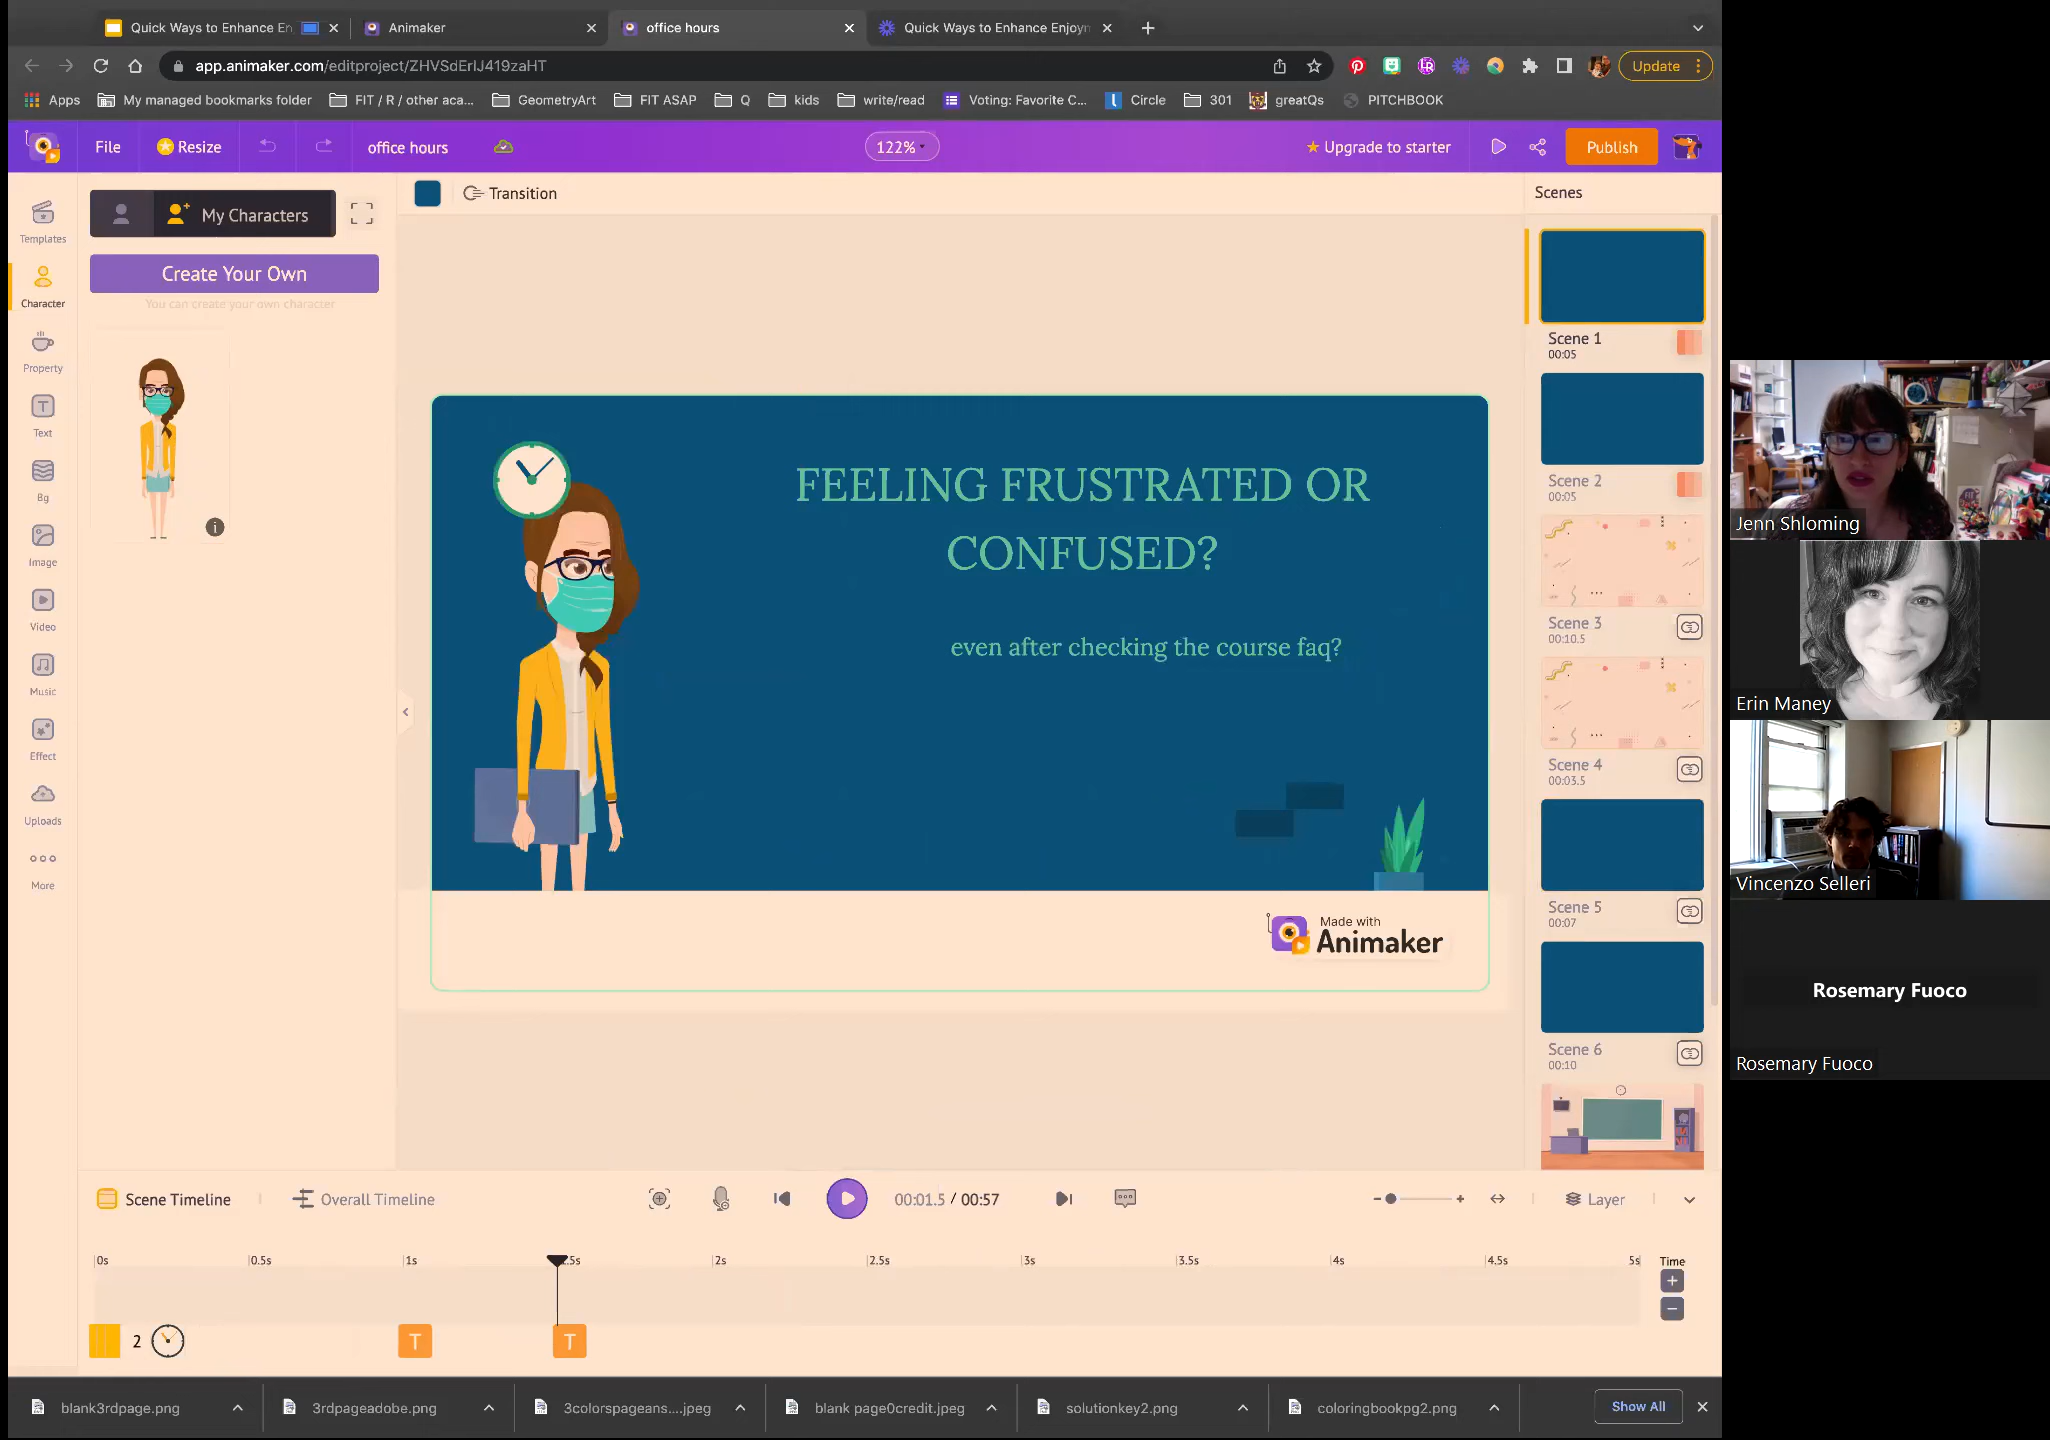 Quick Ways to Enhance En
Animaker
office hours
Quick Ways to Enhance Enjoyn
app.animaker.com/editproject/ZHVSdErlJ419zaHT
Update
Apps
My managed bookmarks folder
FIT / R / other aca...
GeometryArt
FIT ASAP
Q
kids
write/read
Voting: Favorite C...
Circle
301
greatQs
PITCHBOOK
File
Resize
office hours
122%
Upgrade to starter
Publish
Templates
Character
Property
Text
Bg
Image
Video
Music
Effect
Uploads
More
My Characters
Create Your Own
You can create your own character
Transition
FEELING FRUSTRATED OR
CONFUSED?
even after checking the course faq?
Made with
Animaker
Scenes
Scene 1
00:05
Scene 2
00:05
Scene 3
00:10.5
Scene 4
00:03.5
Scene 5
00:07
Scene 6
00:10
Jenn Shloming
Erin Maney
Vincenzo Selleri
Rosemary Fuoco
Rosemary Fuoco
Scene Timeline
Overall Timeline
00:01.5 / 00:57
Layer
0s
0.5s
1s
.5s
2s
2.5s
3s
3.5s
4s
4.5s
5s
Time
2
T
T
blank3rdpage.png
3rdpageadobe.png
3colorspageans....jpeg
blank page0credit.jpeg
solutionkey2.png
coloringbookpg2.png
Show All